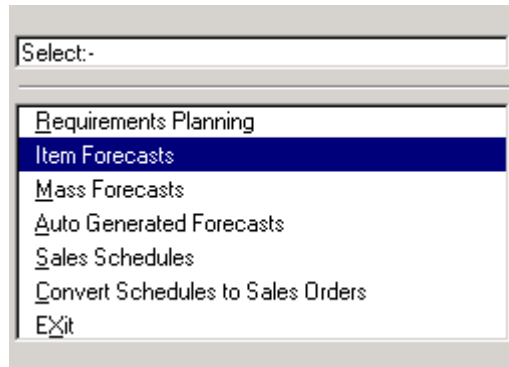 Select:-
Requirements Planning
Item Forecasts
Mass Forecasts
Auto Generated Forecasts
Sales Schedules
Convert Schedules to Sales Orders
EXit